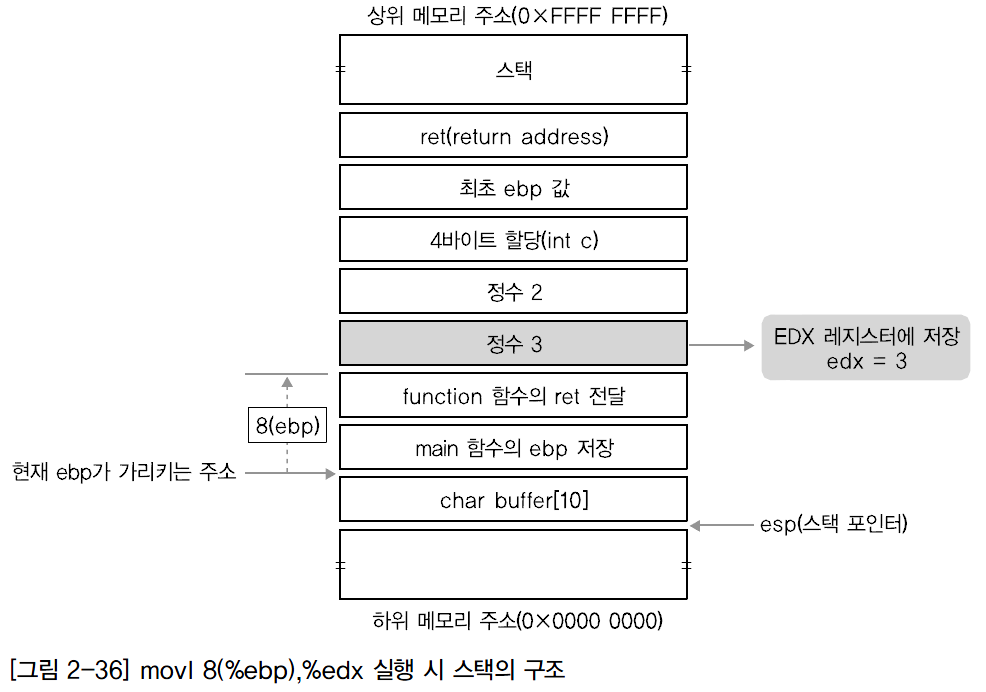 상위 메모리 주소(0×FFFF FFFF)
스택
ret(return address)
최초 ebp 값
4바이트 할당(int c)
정수 2
정수 3
EDX 레지스터에 저장
edx = 3
function 함수의 ret 전달
8(ebp)
main 함수의 ebp 저장
현재 ebp가 가리키는 주소
char buffer[10]
esp(스택 포인터)
하위 메모리 주소(0×0000 0000)
[그림 2-36] movl 8(%ebp),%edx 실행 시 스택의 구조